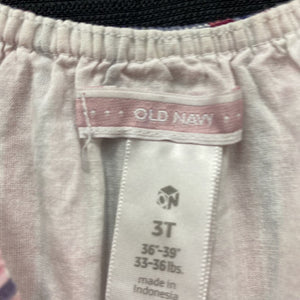 OLD NAVY
ON
3T
36"-39"
33-36 lbs.
made in
Indonesia